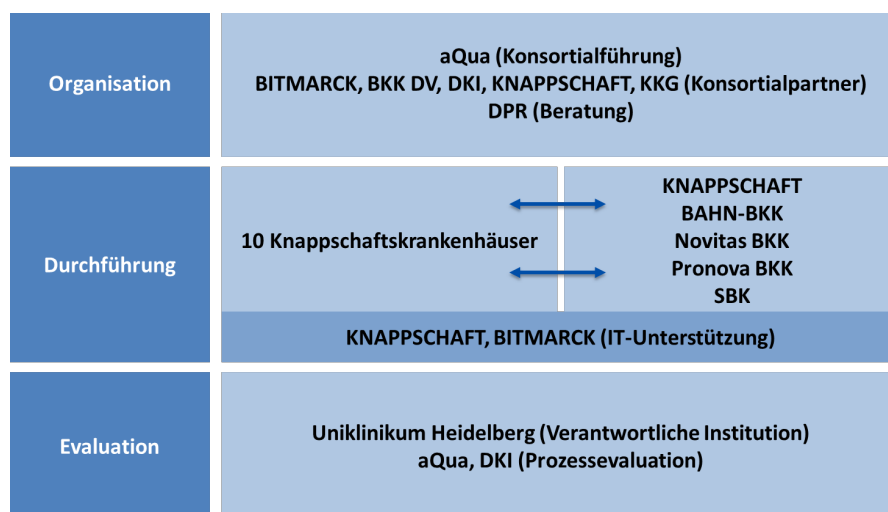 Organisation
aQua (Konsortialführung)
BITMARCK, BKK DV, DKI, KNAPPSCHAFT, KKG (Konsortialpartner)
DPR (Beratung)
Durchführung
10 Knappschaftskrankenhäuser
KNAPPSCHAFT
BAHN-BKK
Novitas BKK
Pronova BKK
SBK
KNAPPSCHAFT, BITMARCK (IT-Unterstützung)
Evaluation
Uniklinikum Heidelberg (Verantwortliche Institution)
aQua, DKI (Prozessevaluation)